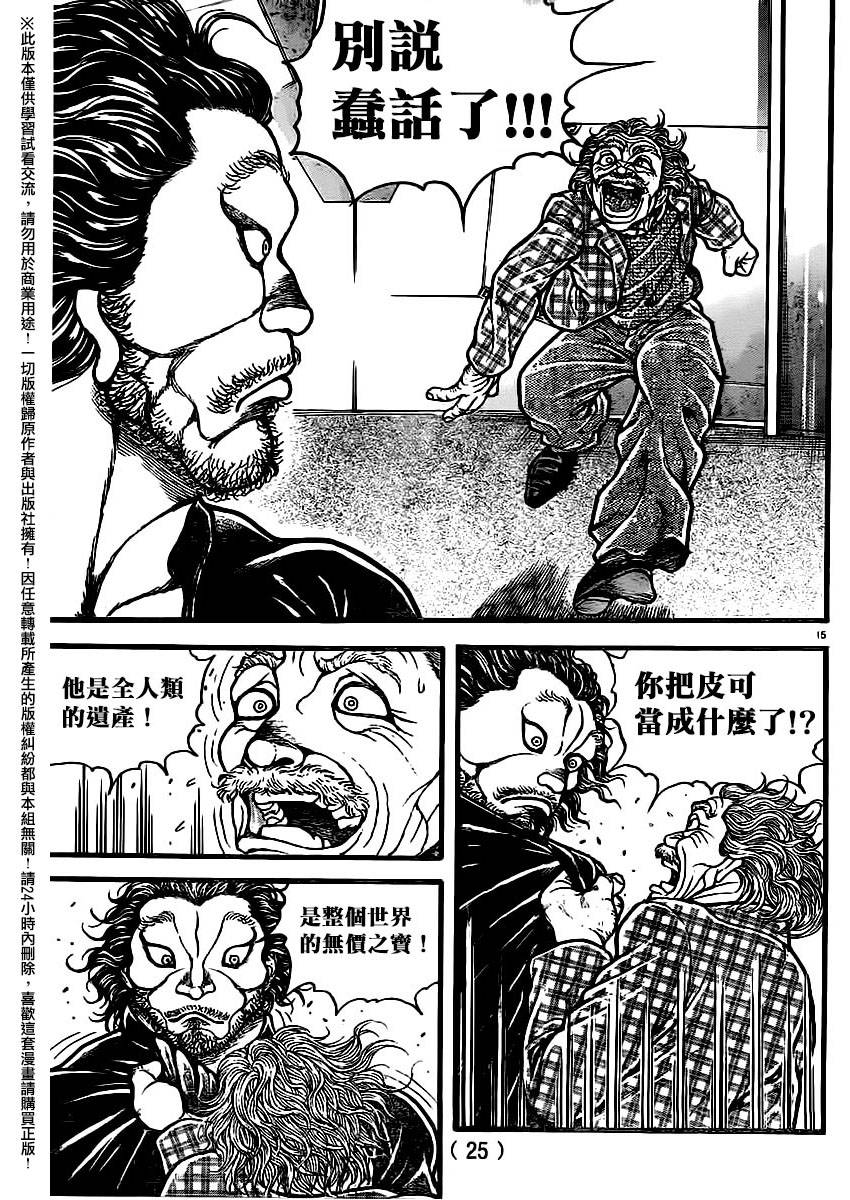 別説
蠢話了!!!
15
你把皮可
當成什麼了!?
他是全人類
的遺產！
是整個世界
的無價之寶！
（25）
※此版本僅供學習試看交流，請勿用於商業用途！一切版權歸原作者與出版社擁有！因任意轉載所產生的版權糾紛都與本組無關！請24小時內刪除，喜歡這套漫畫請購買正版！